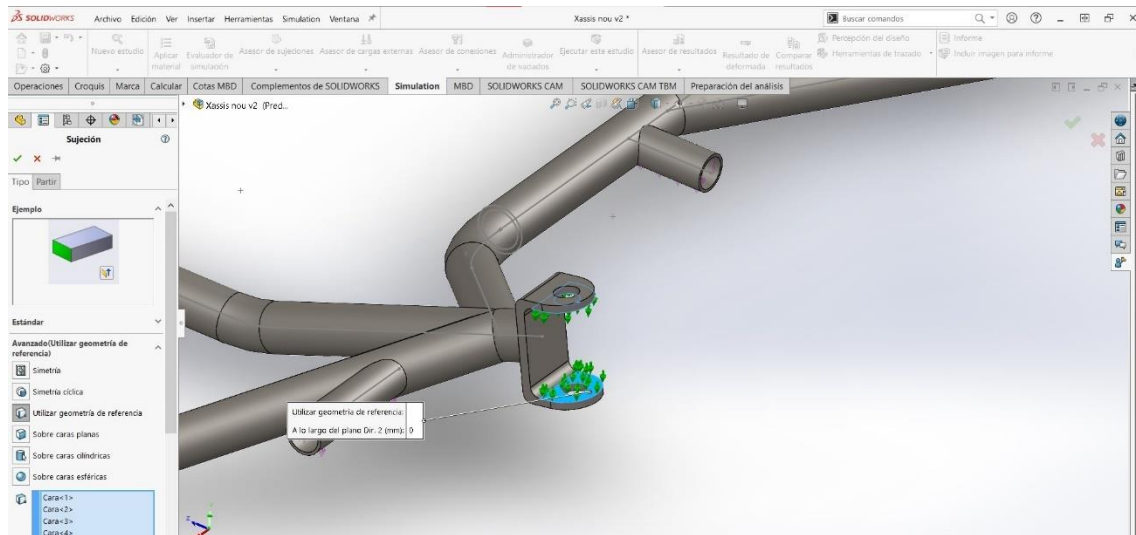 SOLIDWORKS Archivo Edición Ver Insertar Herramientas Simulation Ventana Xassis nou v2 * Buscar comandos
Nuevo estudio
Aplicar material
Evaluador de simulación
Asesor de sujeciones
Asesor de cargas externas
Asesor de conexiones
Administrador de vaciados
Ejecutar este estudio
Asesor de resultados
Resultado de deformada
Comparar resultados
Percepción del diseño
Herramientas de trazado
Informe
Incluir imagen para informe
Operaciones Croquis Marca Calcular Cotas MBD Complementos de SOLIDWORKS Simulation MBD SOLIDWORKS CAM SOLIDWORKS CAM TBM Preparación del análisis
Xassis nou v2 (Pred...
Sujeción
Tipo Partir
Ejemplo
Estándar
Avanzado(Utilizar geometría de
referencia)
Simetría
Simetría cíclica
Utilizar geometría de referencia
Sobre caras planas
Sobre caras cilíndricas
Sobre caras esféricas
Cara<1>
Cara<2>
Cara<3>
Cara<4>
Utilizar geometría de referencia:
A lo largo del plano Dir. 2 (mm): 0
z